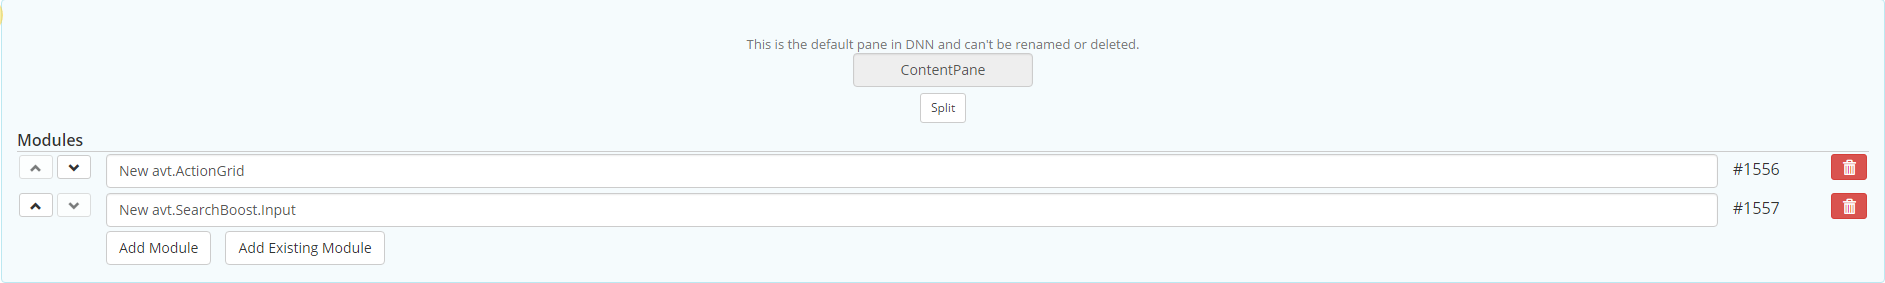 This is the default pane in DNN and can't be renamed or deleted.
ContentPane
Split
Modules
New avt.ActionGrid #1556
New avt.SearchBoost.Input #1557
Add Module Add Existing Module